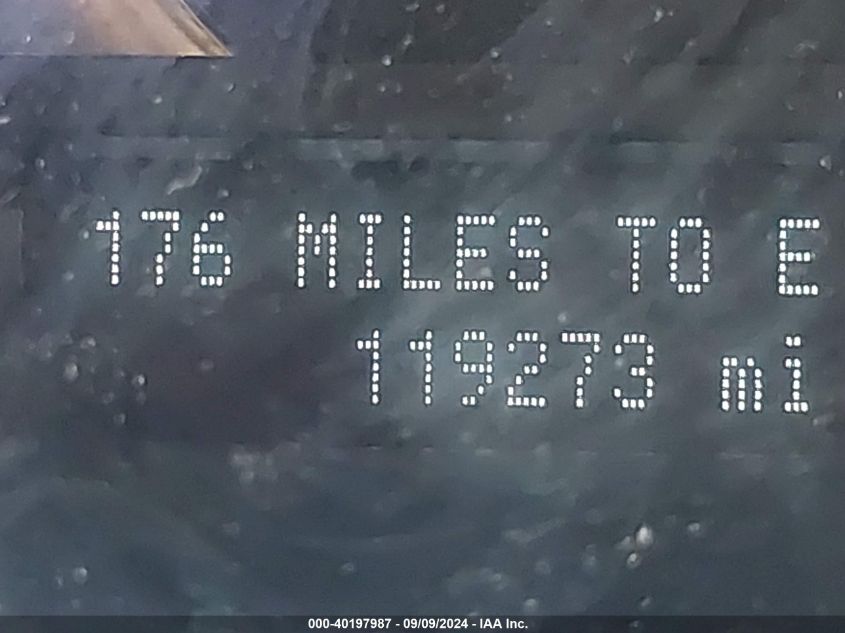 176 MILES TO E
119273 mi
000-40197987 - 09/09/2024 - IAA Inc.